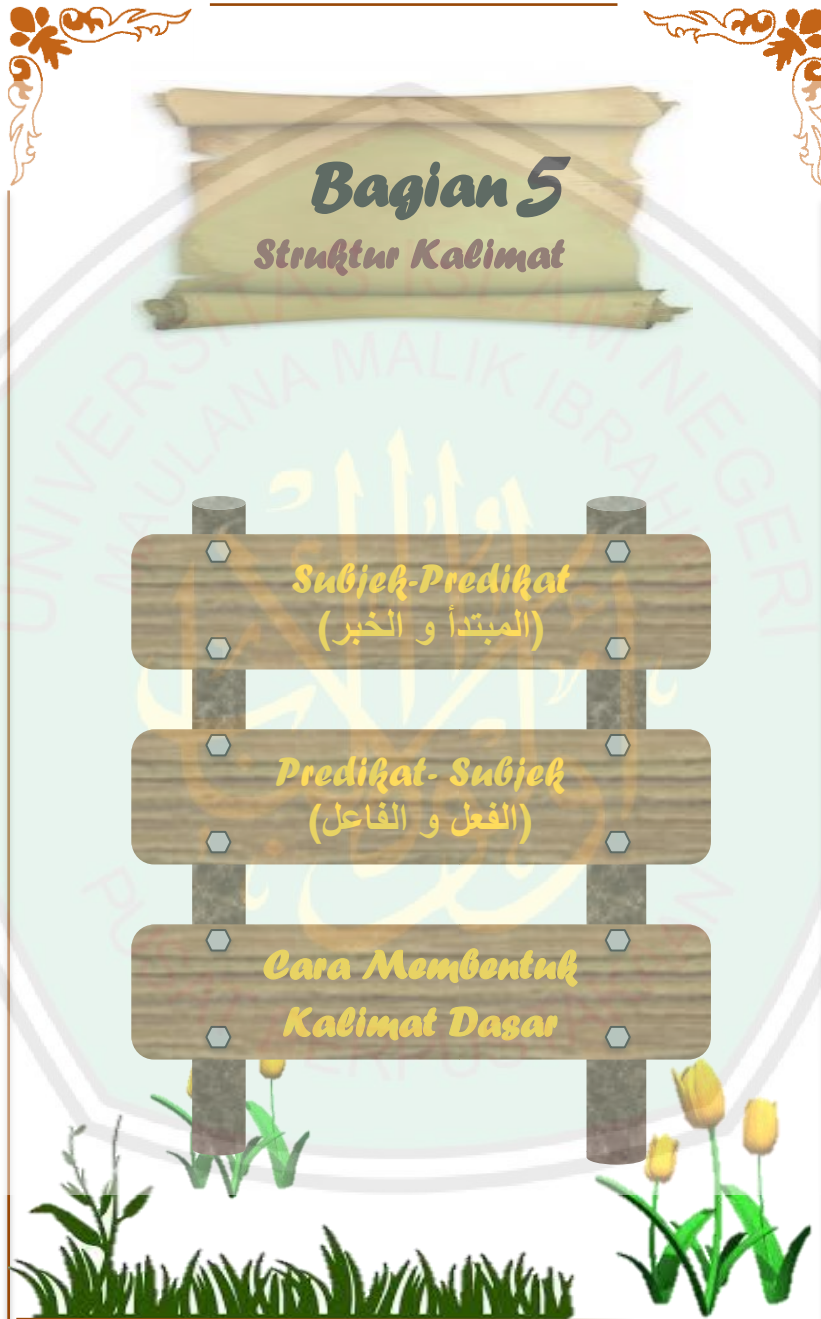 Bagian 5
Struktur Kalimat
Subjek-Predikat
(المبتدأ و الخبر)
Predikat- Subjek
(الفعل و الفاعل)
Cara Membentuk
Kalimat Dasar